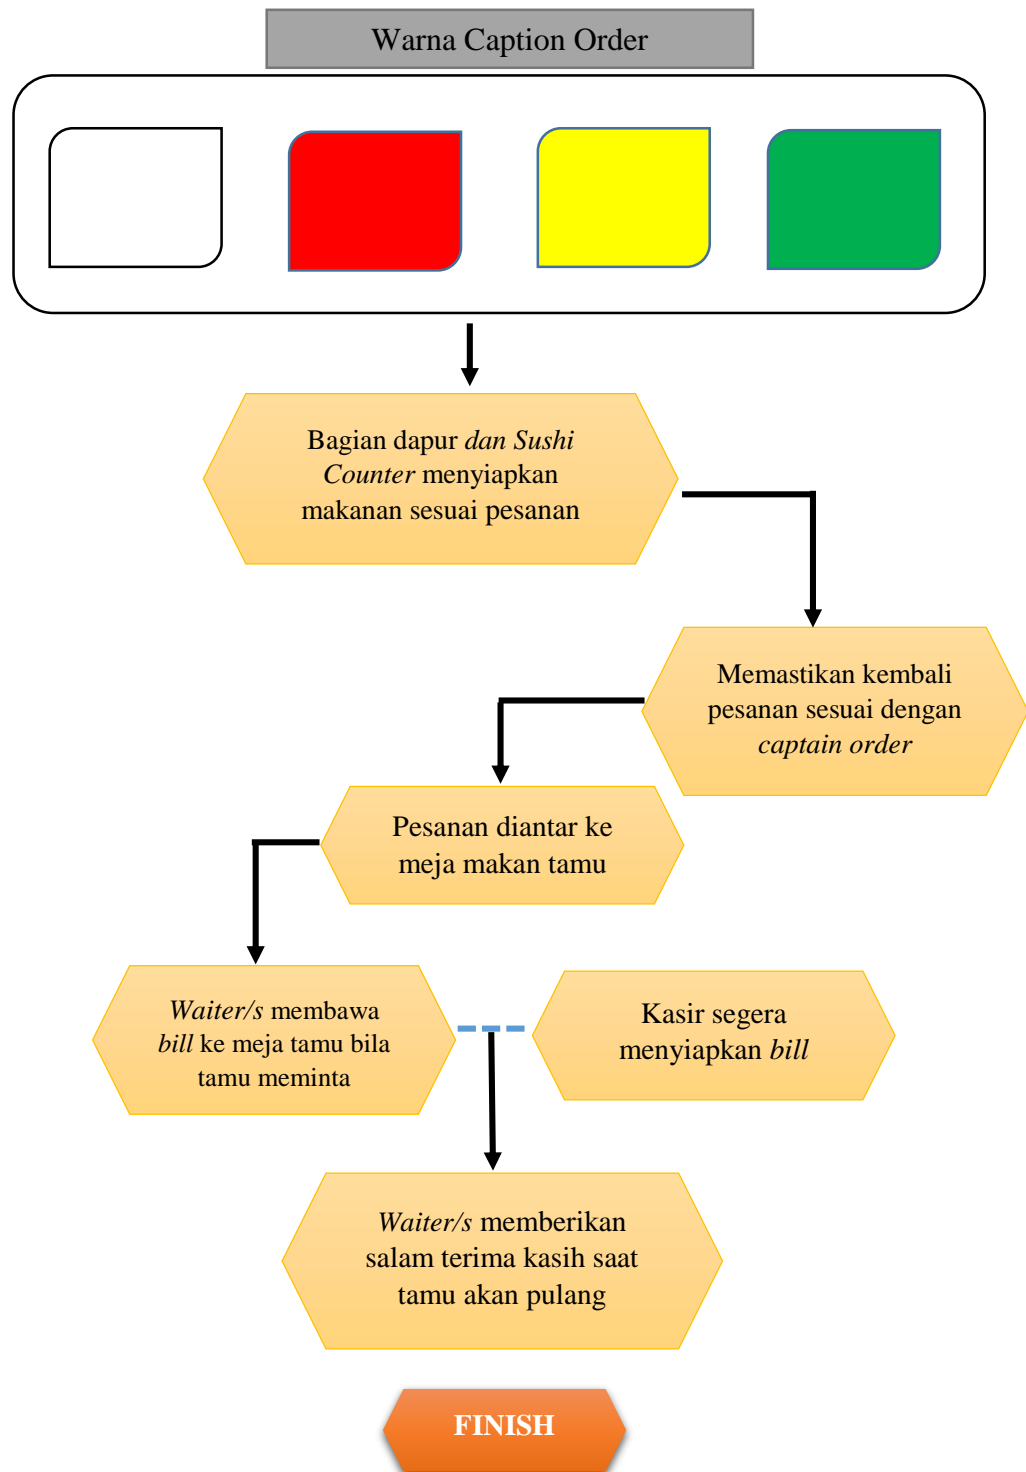 Warna Caption Order
Bagian dapur dan Sushi
Counter menyiapkan
makanan sesuai pesanan
Memastikan kembali
pesanan sesuai dengan
captain order
Pesanan diantar ke
meja makan tamu
Waiter/s membawa
bill ke meja tamu bila
tamu meminta
Kasir segera
menyiapkan bill
Waiter/s memberikan
salam terima kasih saat
tamu akan pulang
FINISH